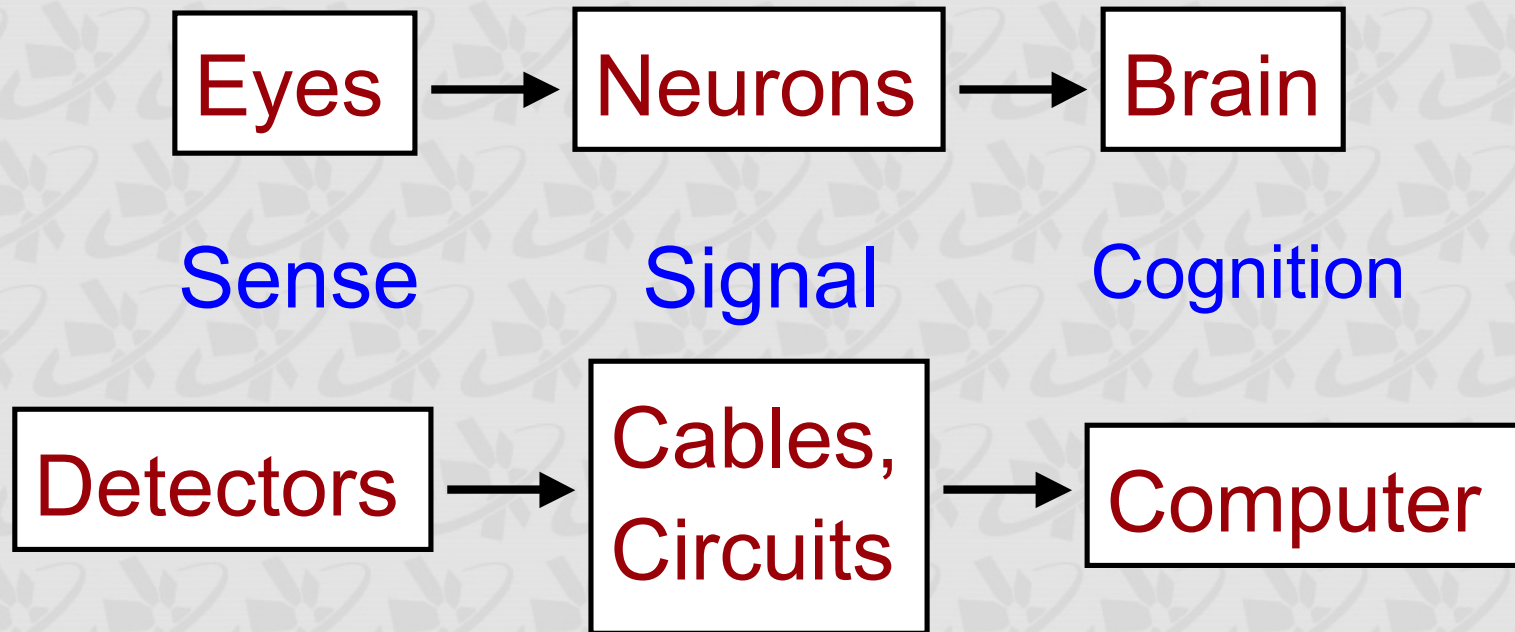 Eyes
Neurons
Brain
Sense
Signal
Cognition
Detectors
Cables,
Circuits
Computer